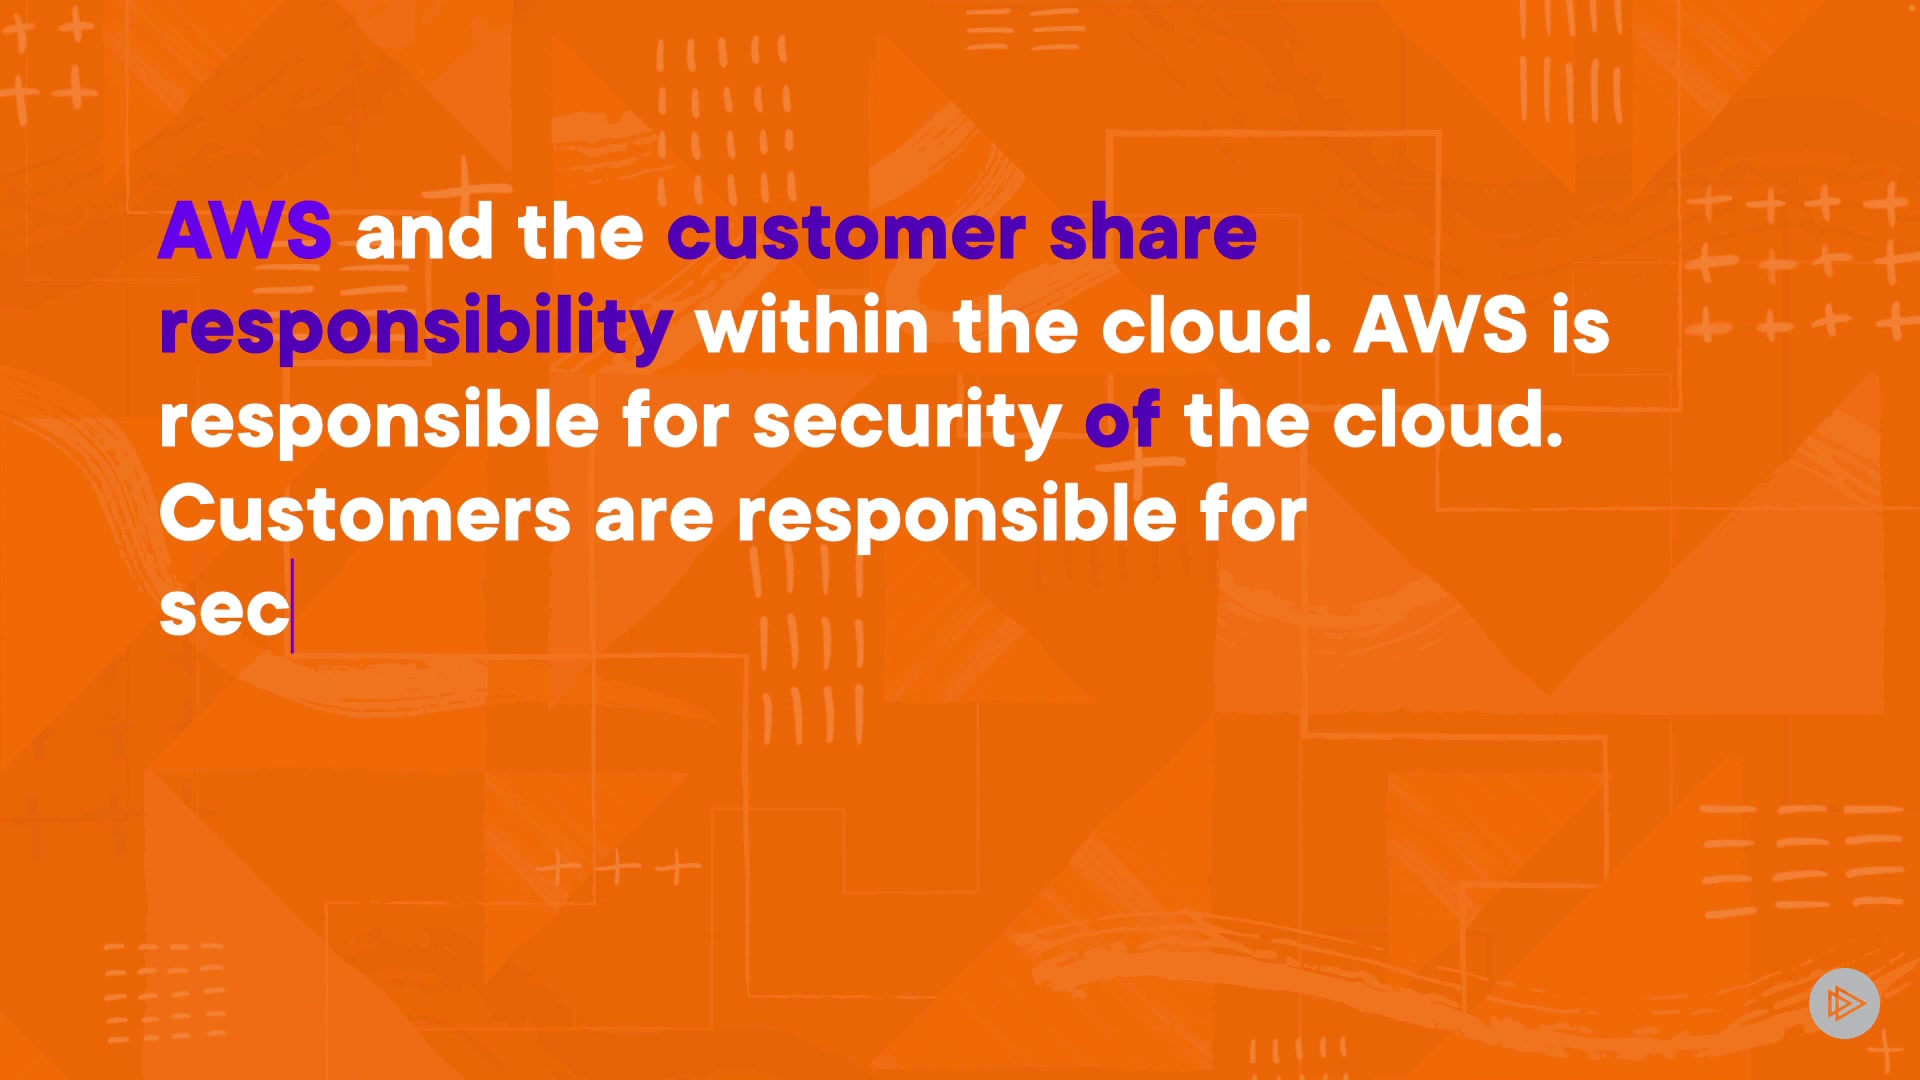 AWS and the customer share
responsibility within the cloud. AWS is
responsible for security of the cloud.
Customers are responsible for
sec